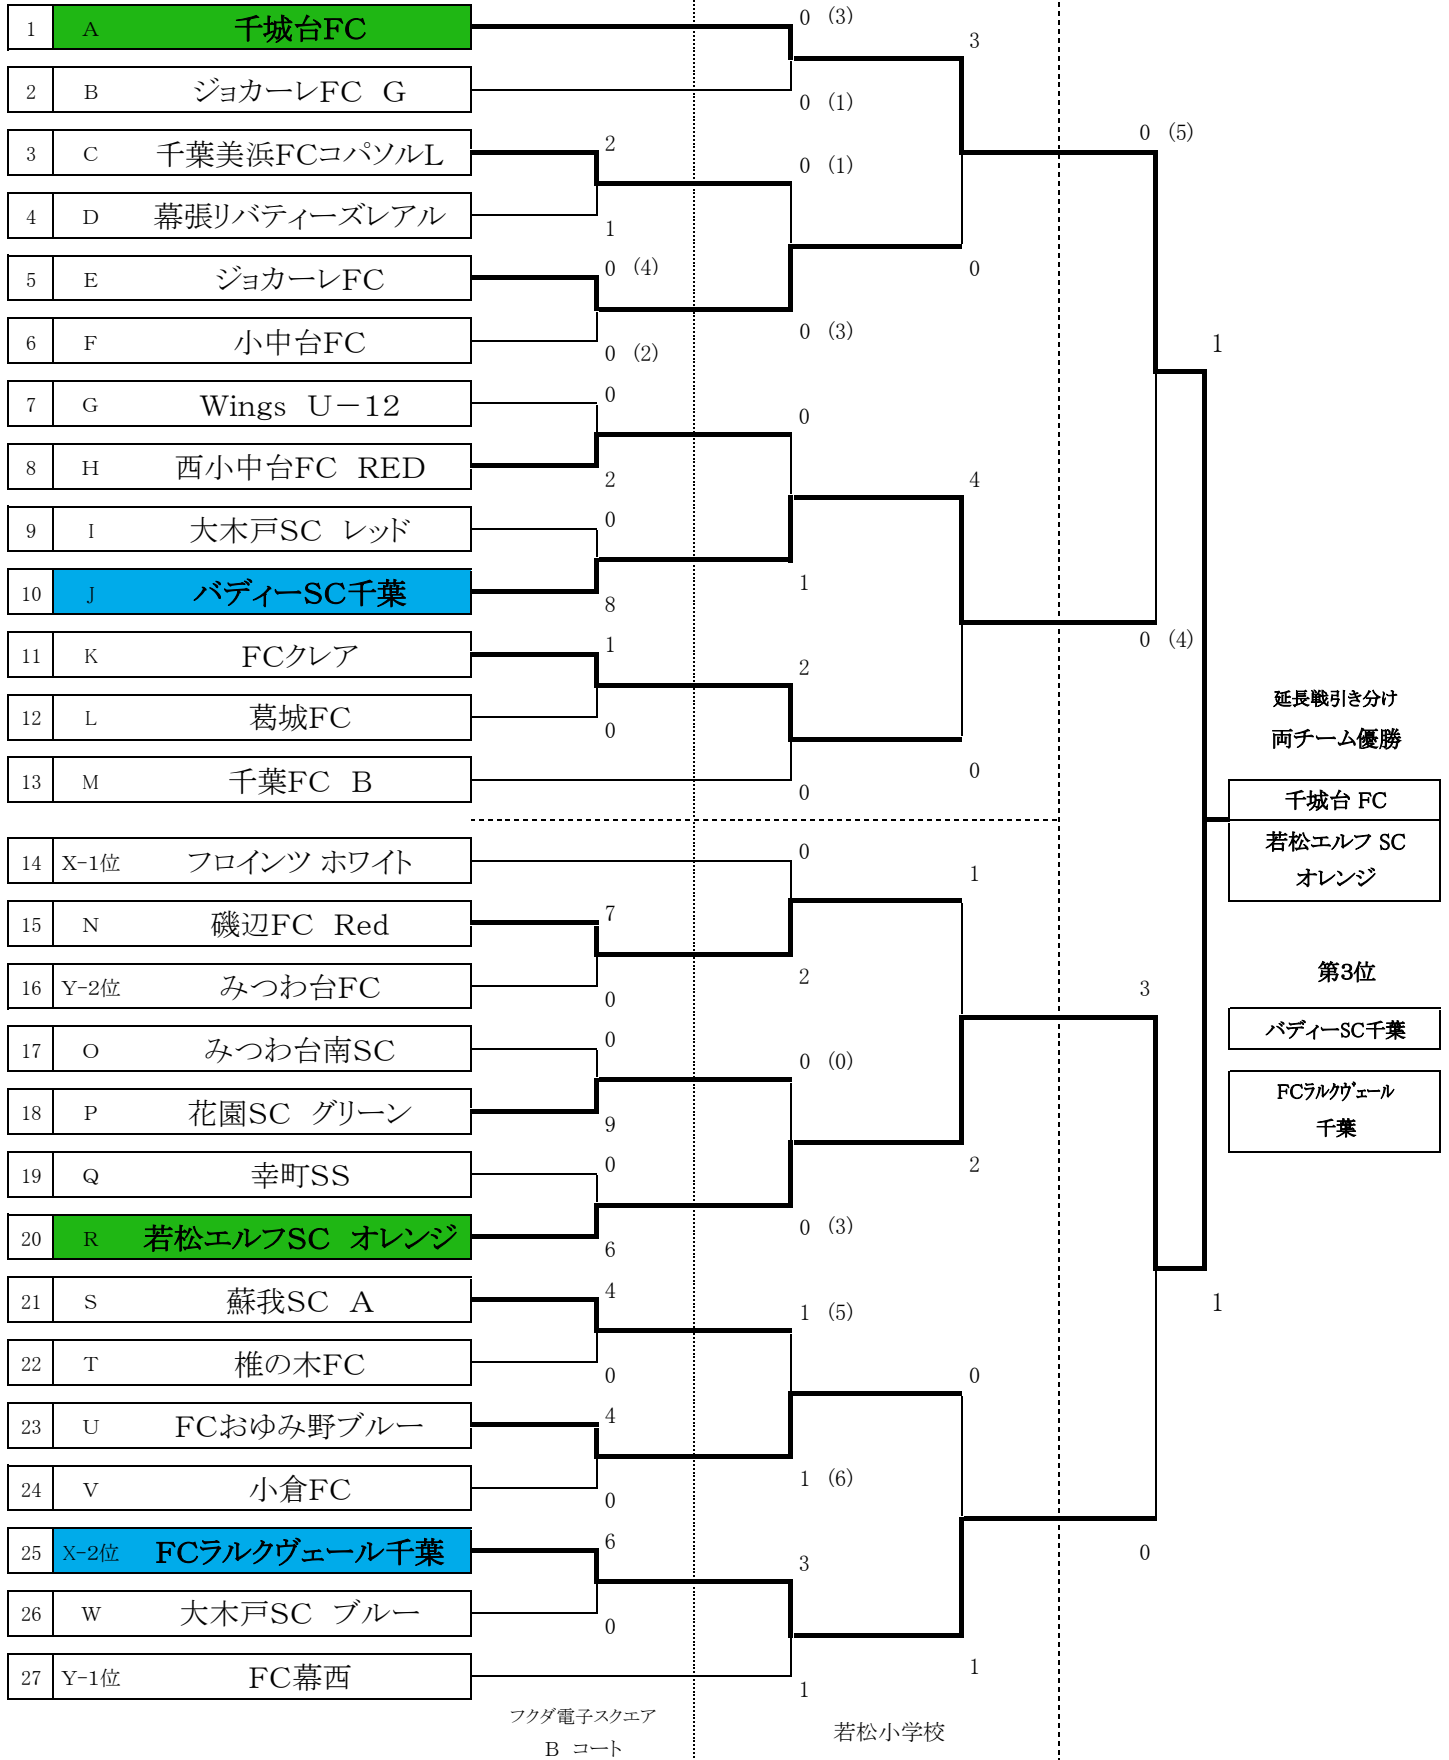 1 A 千城台FC
2 B ジョカーレFC G
3 C 千葉美浜FCコパソルL
4 D 幕張リバティーズレアル
5 E ジョカーレFC
6 F 小中台FC
7 G Wings U－12
8 H 西小中台FC RED
9 I 大木戸SC レッド
10 J バディーSC千葉
11 K FCクレア
12 L 葛城FC
13 M 千葉FC B
14 X-1位 フロインツ ホワイト
15 N 磯辺FC Red
16 Y-2位 みつわ台FC
17 O みつわ台南SC
18 P 花園SC グリーン
19 Q 幸町SS
20 R 若松エルフSC オレンジ
21 S 蘇我SC A
22 T 椎の木FC
23 U FCおゆみ野ブルー
24 V 小倉FC
25 X-2位 FCラルクヴェール千葉
26 W 大木戸SC ブルー
27 Y-1位 FC幕西
2
1
0 (4)
0 (2)
0
2
0
8
1
0
7
0
0
9
0
6
4
0
4
0
6
0
フクダ電子スクエア
B コート
0 (3)
0 (1)
0 (1)
0 (3)
0
1
2
0
0
2
0 (0)
0 (3)
1 (5)
1 (6)
3
1
若松小学校
3
0
4
0
1
2
0
1
0 (5)
0 (4)
3
0
1
1
延長戦引き分け
両チーム優勝
千城台 FC
若松エルフ SC
オレンジ
第3位
バディーSC千葉
FCラルクヴェール
千葉